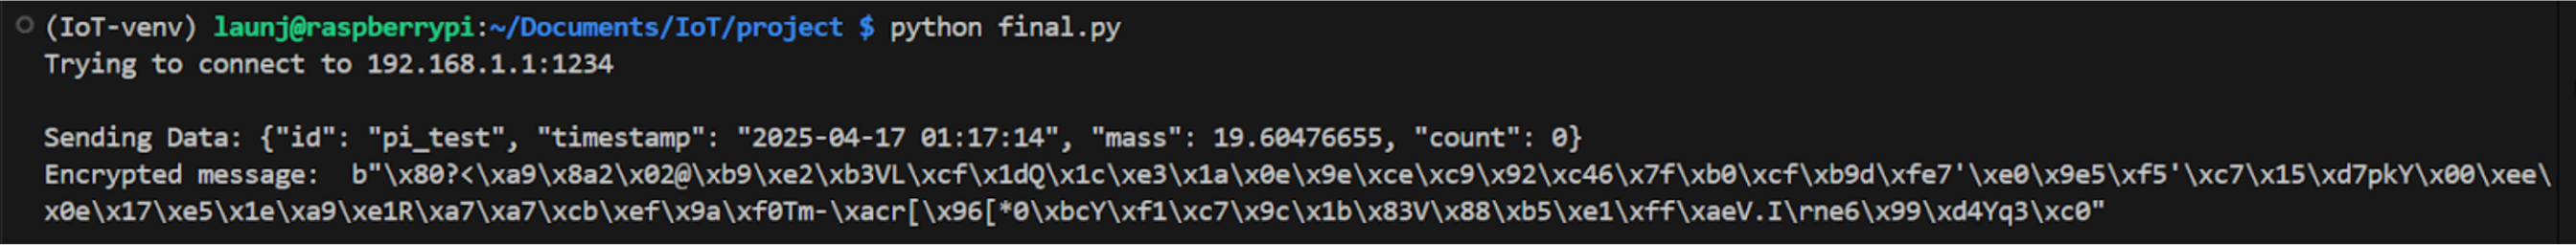 (IoT-venv) launj@raspberrypi:~/Documents/IoT/project $ python final.py
Trying to connect to 192.168.1.1:1234
Sending Data: {"id": "pi_test", "timestamp": "2025-04-17 01:17:14", "mass": 19.60476655, "count": 0}
Encrypted message:  b"\x80?<\xa9\x8a2\x02@\xb9\xe2\xb3VL\xcf\x1dQ\x1c\xe3\x1a\x0e\x9e\xce\xc9\x92\xc46\x7f\xb0\xcf\xb9d\xfe7'\xe0\x9e5\xf5'\xc7\x15\xd7pkY\x00\xee\
x0e\x17\xe5\x1e\xa9\xe1R\xa7\xa7\xcb\xef\x9a\xf0Tm-\xacr[\x96[*0\xbcY\xf1\xc7\x9c\x1b\x83V\x88\xb5\xe1\xff\xaeV.I\rne6\x99\xd4Yq3\xc0"